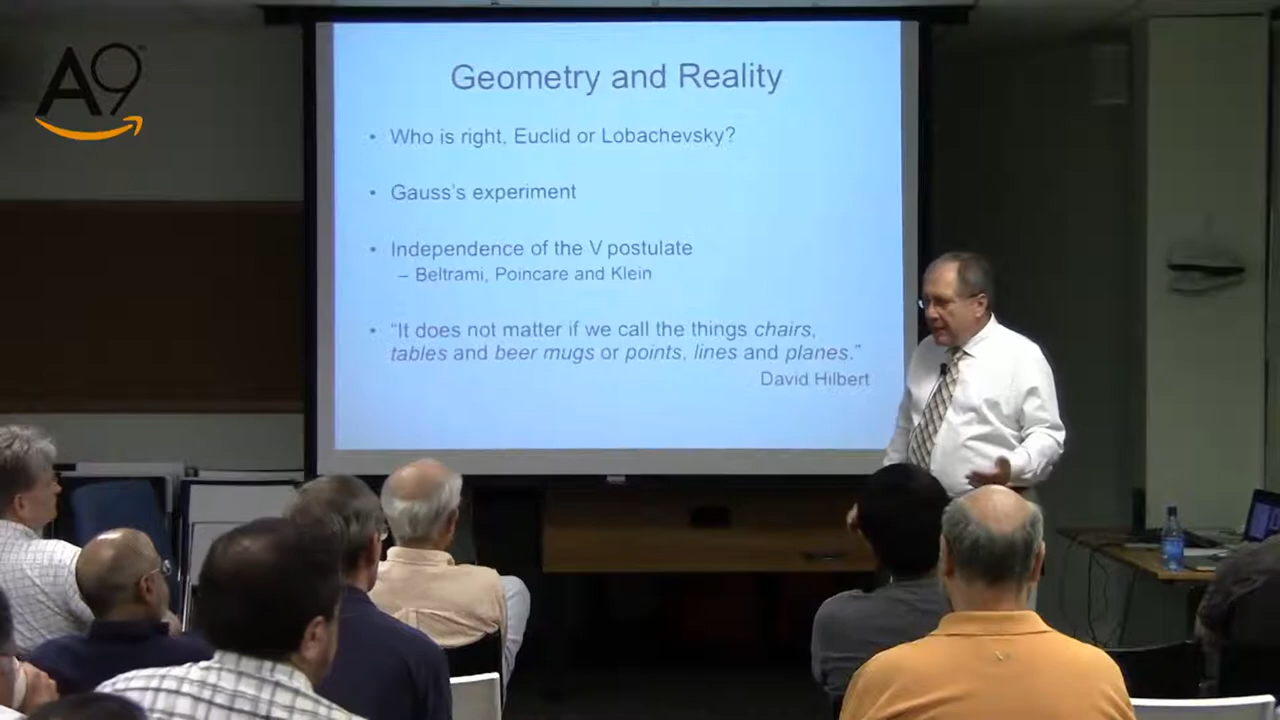 A9
Geometry and Reality
• Who is right, Euclid or Lobachevsky?
• Gauss's experiment
• Independence of the V postulate
– Beltrami, Poincare and Klein
• “It does not matter if we call the things chairs,
tables and beer mugs or points, lines and planes.”
David Hilbert